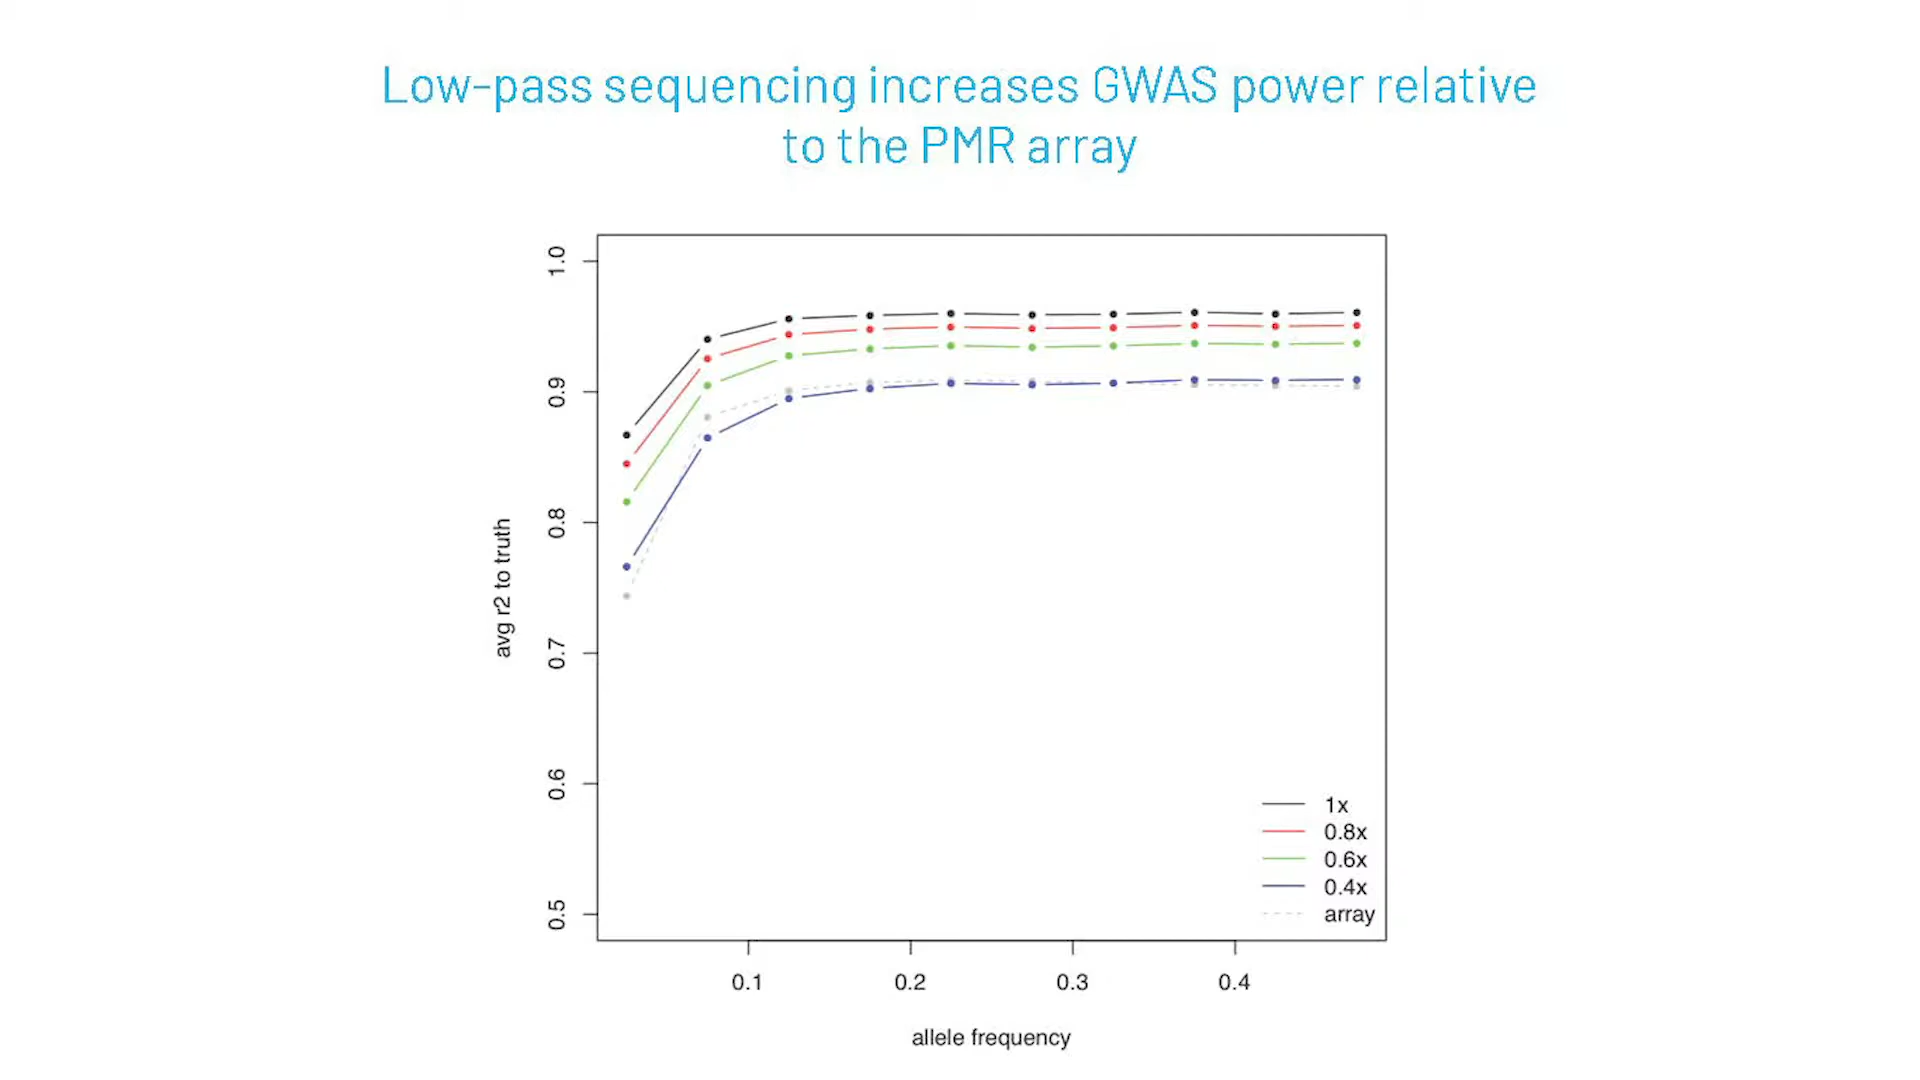 Low-pass sequencing increases GWAS power relative
to the PMR array
1.0
0.9
0.8
0.7
0.6
0.5
avg r2 to truth
1x
0.8x
0.6x
0.4x
array
0.1
0.2
0.3
0.4
allele frequency